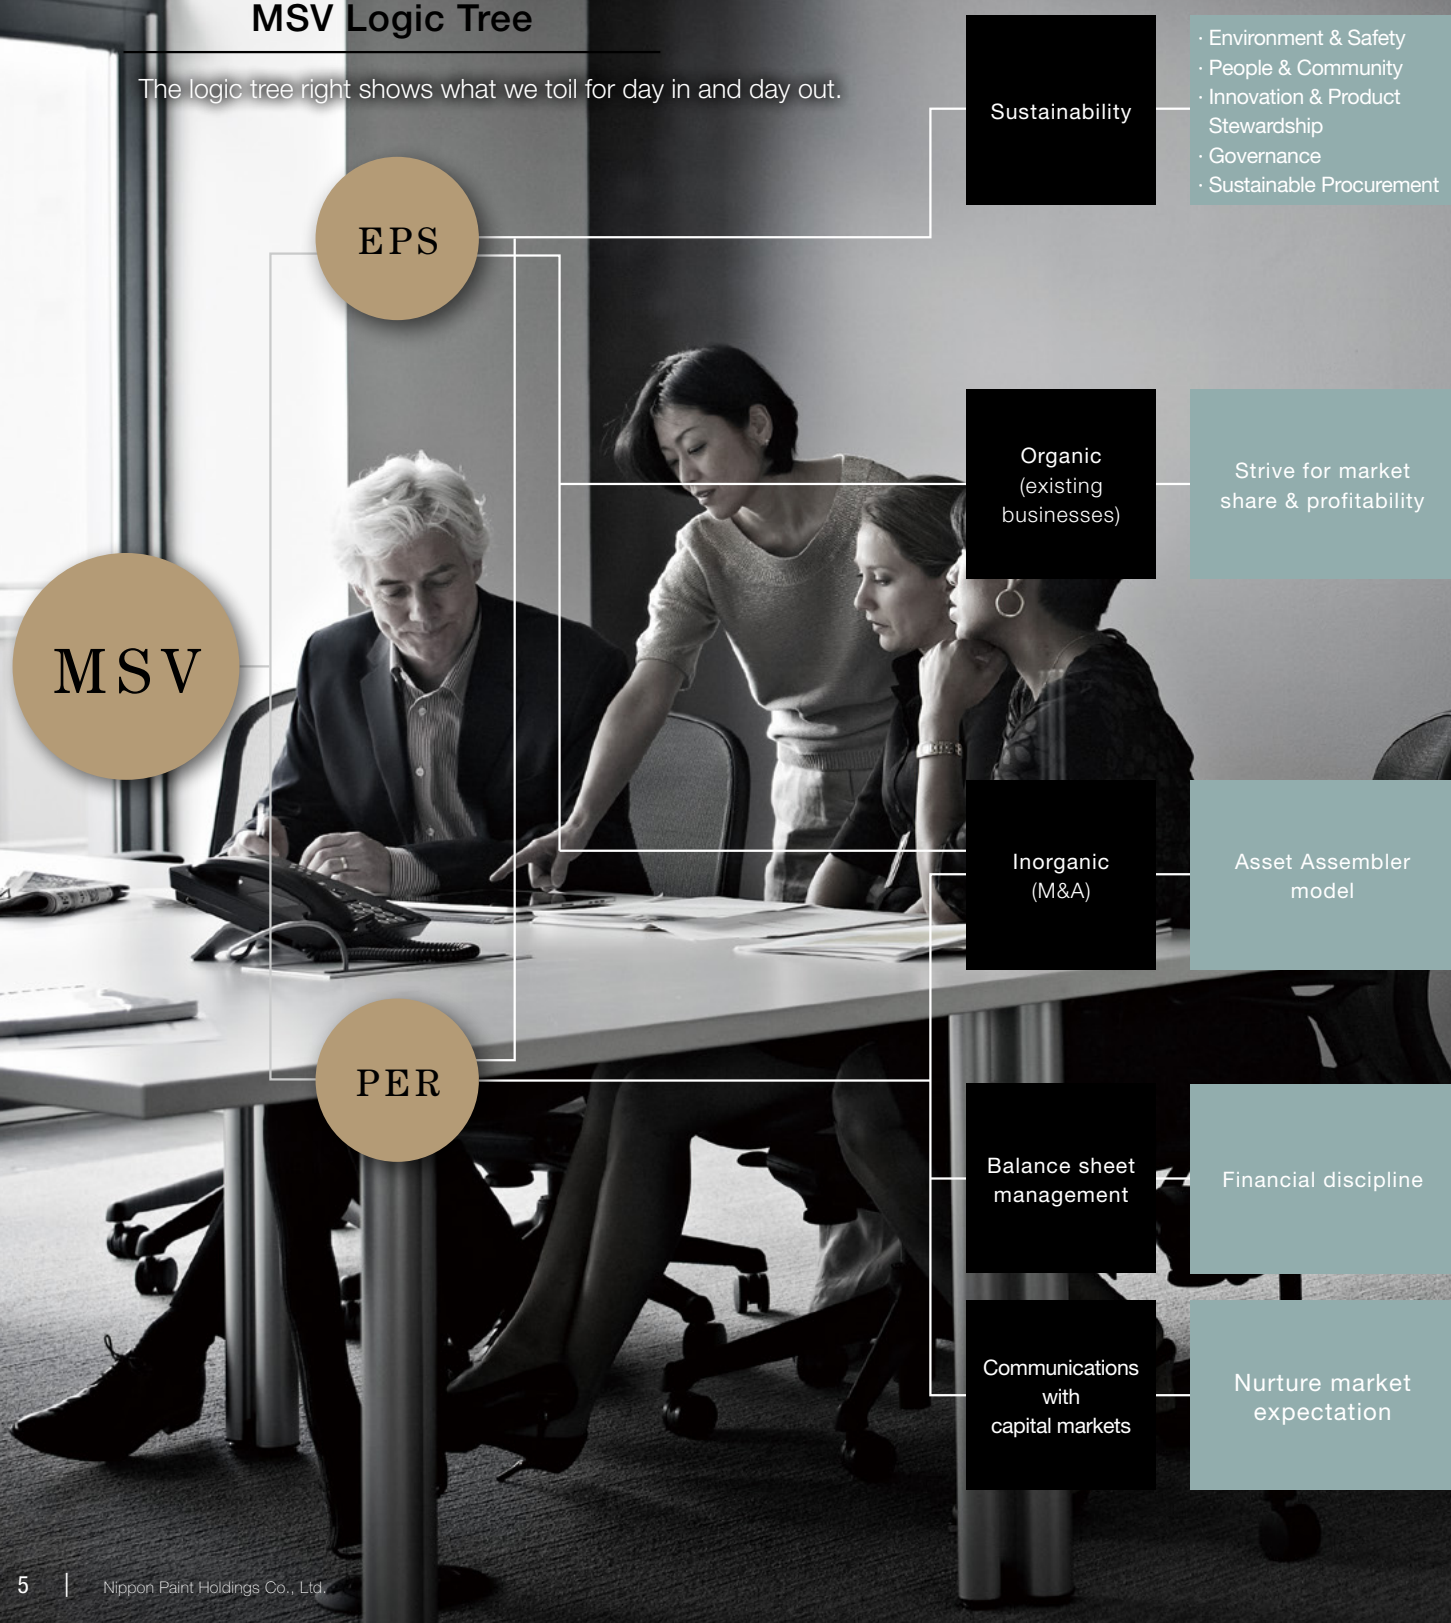 MSV Logic Tree
The logic tree right shows what we toil for day in and day out.
MSV
EPS
PER
Sustainability
· Environment & Safety
· People & Community
· Innovation & Product
Stewardship
· Governance
· Sustainable Procurement
Organic
(existing
businesses)
Strive for market
share & profitability
Inorganic
(M&A)
Asset Assembler
model
Balance sheet
management
Financial discipline
Communications
with
capital markets
Nurture market
expectation
5
Nippon Paint Holdings Co., Ltd.